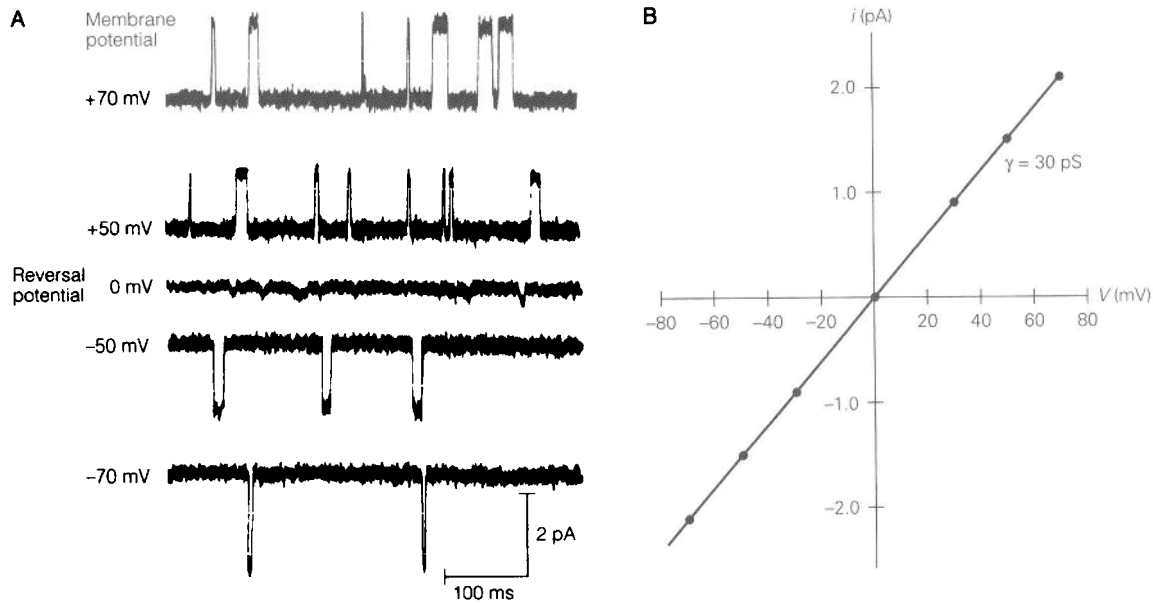 A
Membrane
potential
+70 mV
+50 mV
Reversal
potential
0 mV
−50 mV
−70 mV
2 pA
100 ms
B
i (pA)
2.0
1.0
γ = 30 pS
−80 −60 −40 −20 20 40 60 80
V (mV)
−1.0
−2.0